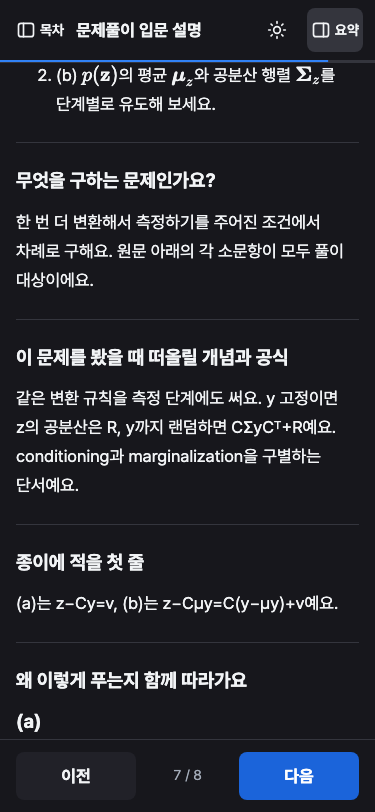 목차 문제풀이 입문 설명 요약
2. (b) p(z)의 평균 μ_z와 공분산 행렬 Σ_z를
단계별로 유도해 보세요.
무엇을 구하는 문제인가요?
한 번 더 변환해서 측정하기를 주어진 조건에서
차례로 구해요. 원문 아래의 각 소문항이 모두 풀이
대상이에요.
이 문제를 봤을 때 떠올릴 개념과 공식
같은 변환 규칙을 측정 단계에도 써요. y 고정이면
z의 공분산은 R, y까지 랜덤하면 CΣyCᵀ+R예요.
conditioning과 marginalization을 구별하는
단서예요.
종이에 적을 첫 줄
(a)는 z−Cy=v, (b)는 z−Cμy=C(y−μy)+v예요.
왜 이렇게 푸는지 함께 따라가요
(a)
이전 7 / 8 다음